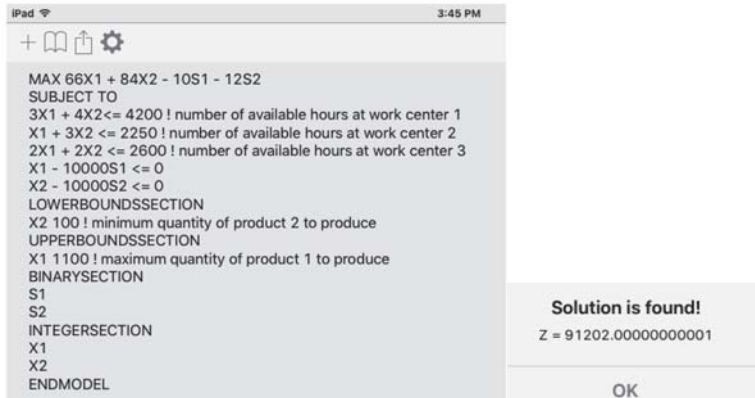 iPad
3:45 PM
MAX 66X1 + 84X2 - 10S1 - 12S2
SUBJECT TO
3X1 + 4X2<= 4200 ! number of available hours at work center 1
X1 + 3X2 <= 2250 ! number of available hours at work center 2
2X1 + 2X2 <= 2600 ! number of available hours at work center 3
X1 - 10000S1 <= 0
X2 - 10000S2 <= 0
LOWERBOUNDSSECTION
X2 100 ! minimum quantity of product 2 to produce
UPPERBOUNDSSECTION
X1 1100 ! maximum quantity of product 1 to produce
BINARYSECTION
S1
S2
INTEGERSECTION
X1
X2
ENDMODEL
Solution is found!
Z = 91202.00000000001
OK